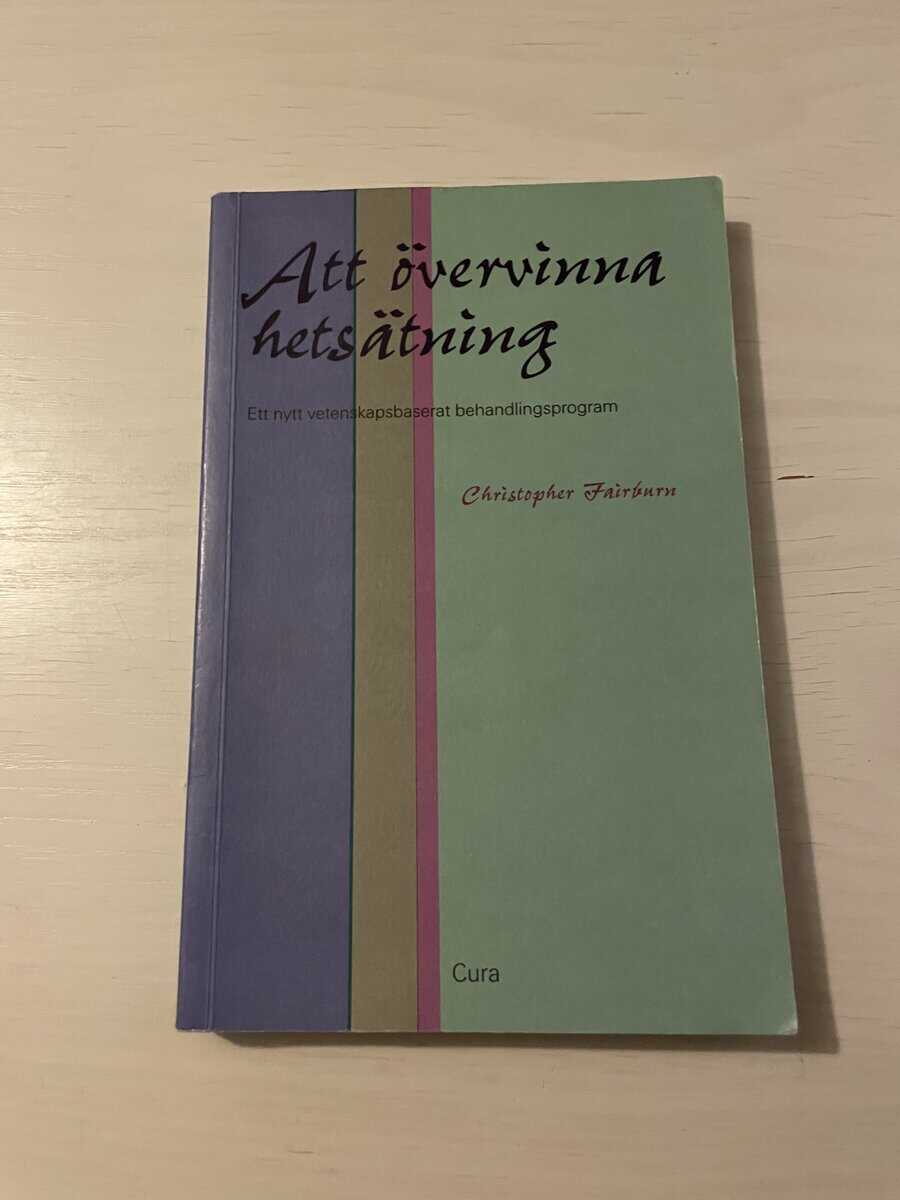 Att övervinna
hetsätning
Ett nytt vetenskapsbaserat behandlingsprogram
Christopher Fairburn
Cura